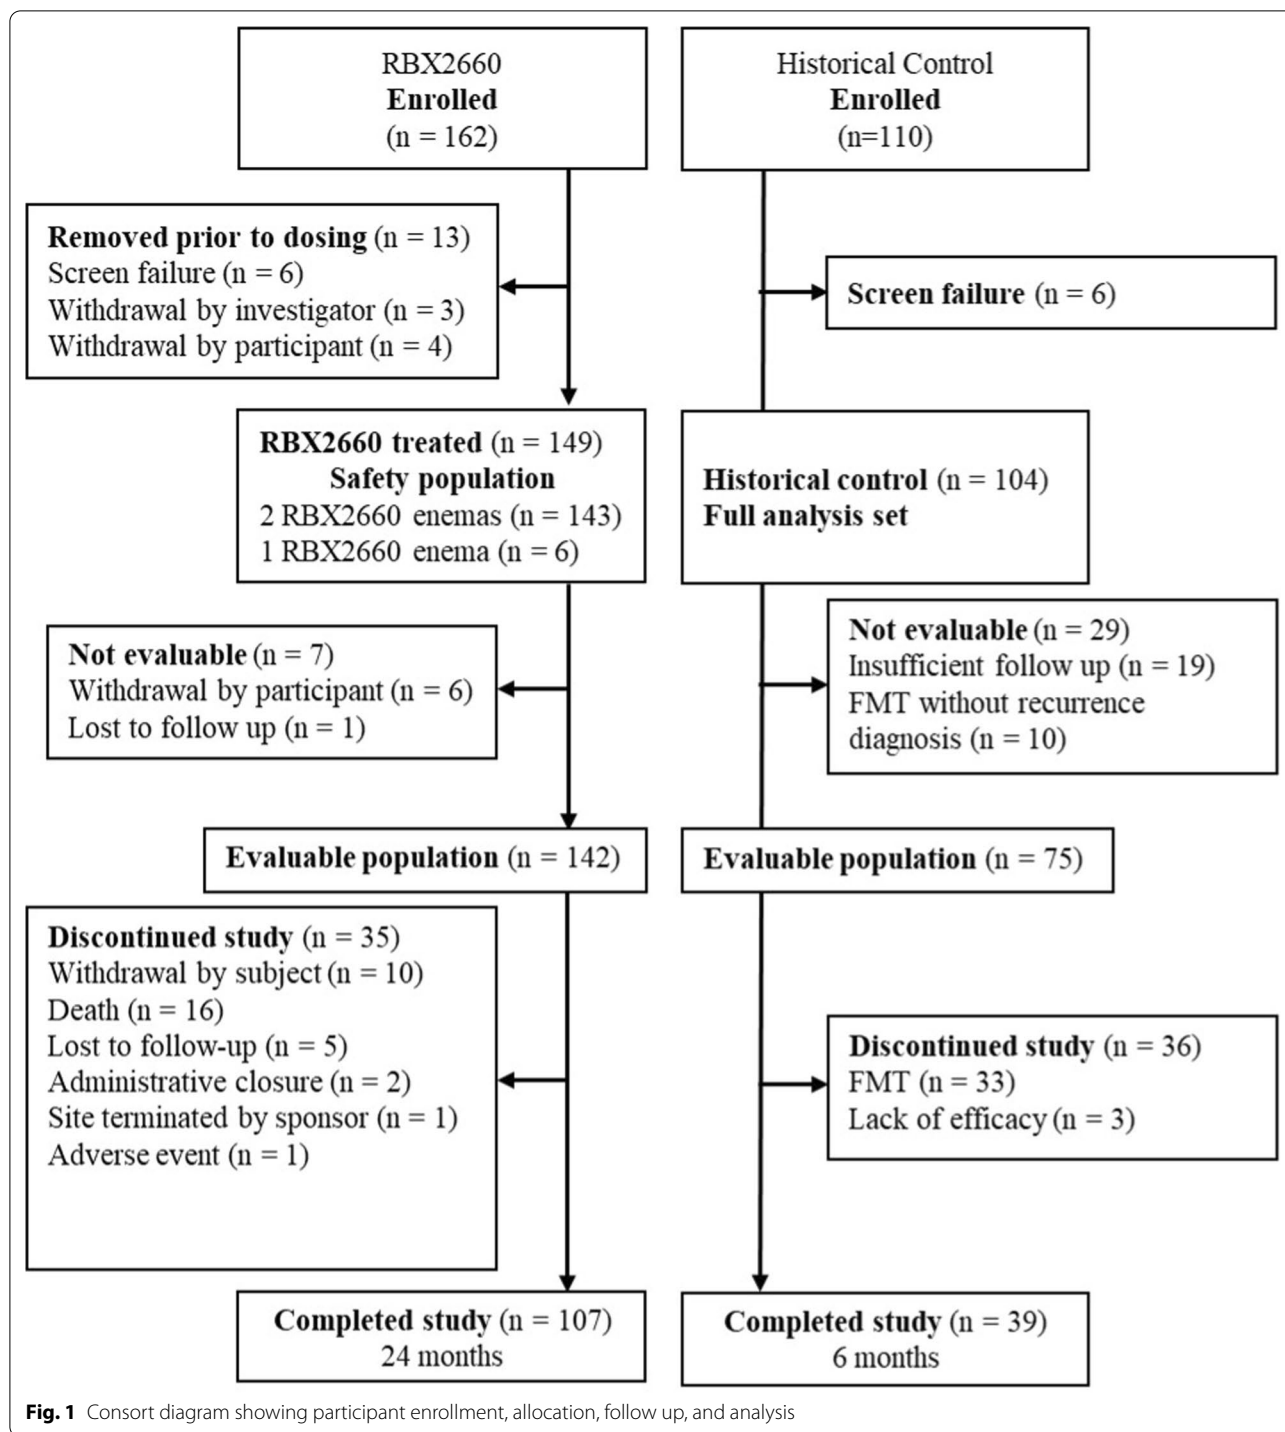 RBX2660
Enrolled
(n = 162)
Historical Control
Enrolled
(n=110)
Removed prior to dosing (n = 13)
Screen failure (n = 6)
Withdrawal by investigator (n = 3)
Withdrawal by participant (n = 4)
Screen failure (n = 6)
RBX2660 treated (n = 149)
Safety population
2 RBX2660 enemas (n = 143)
1 RBX2660 enema (n = 6)
Historical control (n = 104)
Full analysis set
Not evaluable (n = 7)
Withdrawal by participant (n = 6)
Lost to follow up (n = 1)
Not evaluable (n = 29)
Insufficient follow up (n = 19)
FMT without recurrence
diagnosis (n = 10)
Evaluable population (n = 142)
Evaluable population (n = 75)
Discontinued study (n = 35)
Withdrawal by subject (n = 10)
Death (n = 16)
Lost to follow-up (n = 5)
Administrative closure (n = 2)
Site terminated by sponsor (n = 1)
Adverse event (n = 1)
Discontinued study (n = 36)
FMT (n = 33)
Lack of efficacy (n = 3)
Completed study (n = 107)
24 months
Completed study (n = 39)
6 months
Fig. 1 Consort diagram showing participant enrollment, allocation, follow up, and analysis